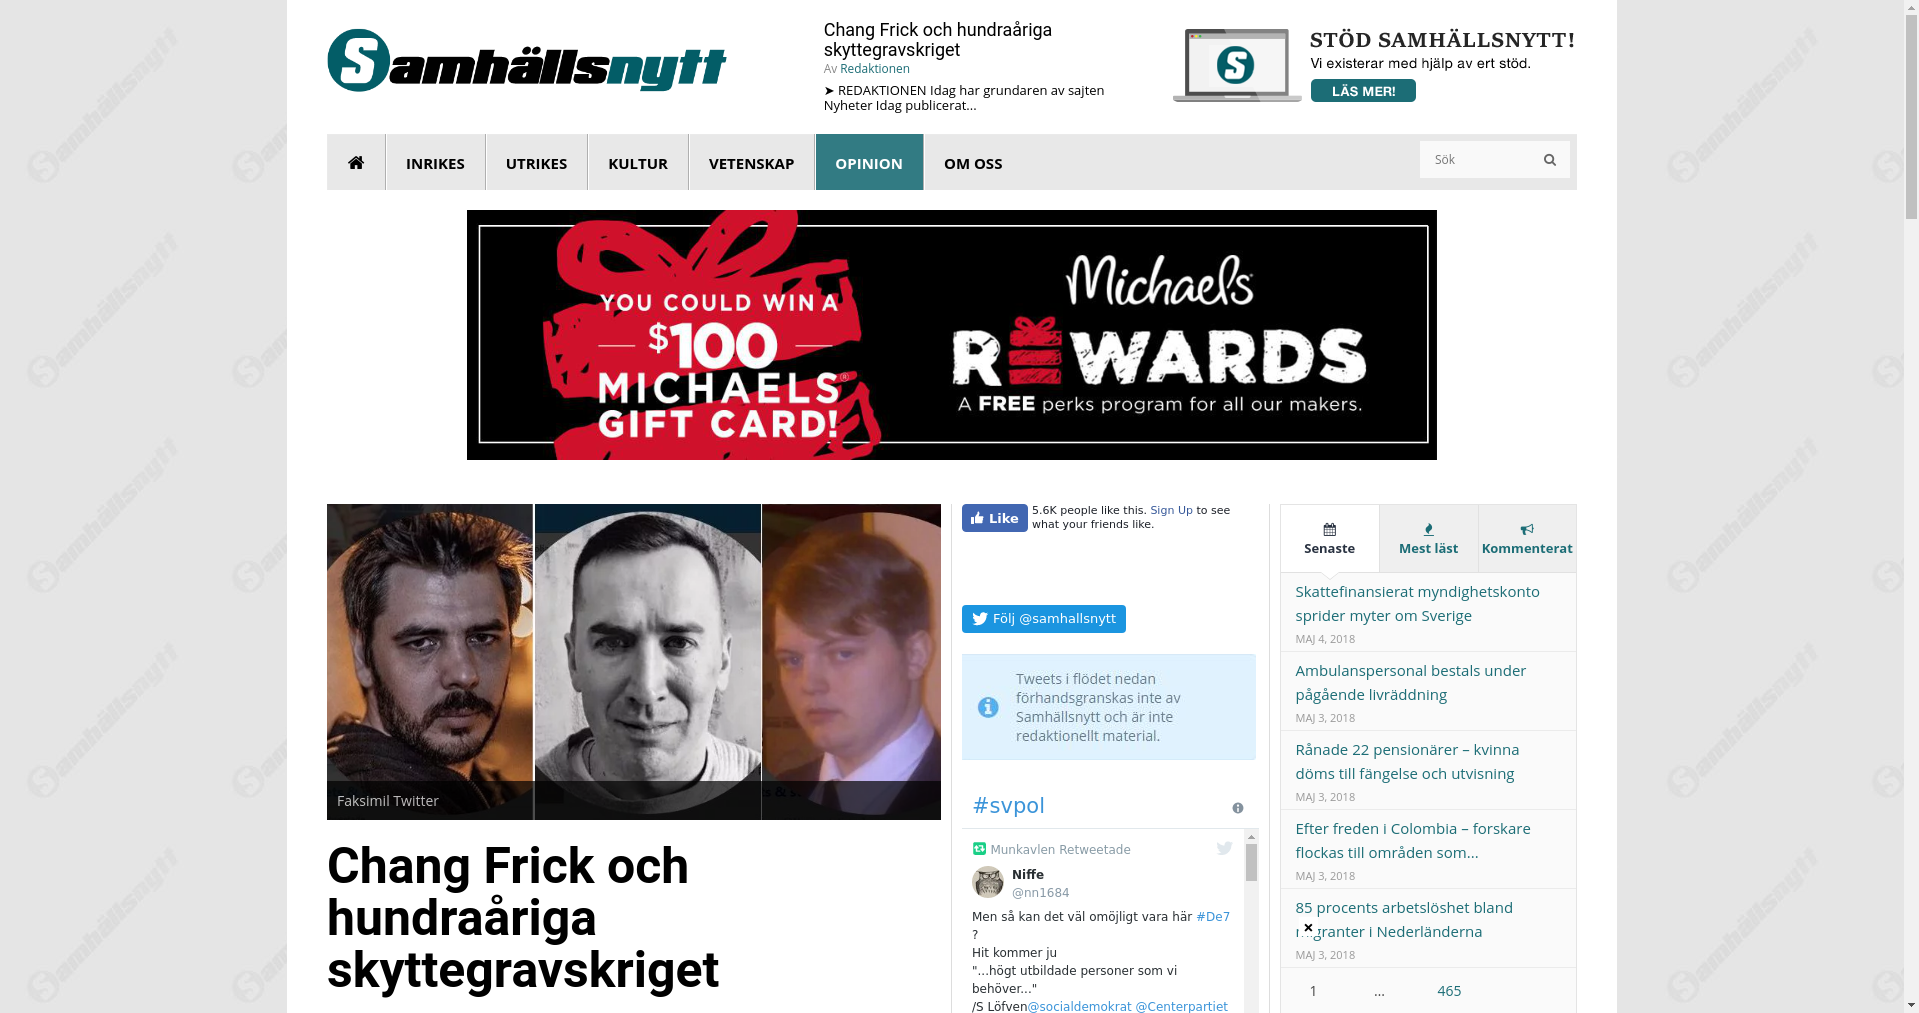 Samhällsnytt
Chang Frick och hundraåriga
skyttegravskriget
Av Redaktionen
➤ REDAKTIONEN Idag har grundaren av sajten
Nyheter Idag publicerat...
STÖD SAMHÄLLSNYTT!
Vi existerar med hjälp av ert stöd.
LÄS MER!
INRIKES
UTRIKES
KULTUR
VETENSKAP
OPINION
OM OSS
Sök
YOU COULD WIN A
$100
MICHAELS®
GIFT CARD!
Michaels
REWARDS
A FREE perks program for all our makers.
Faksimil Twitter
Chang Frick och
hundraåriga
skyttegravskriget
Like
5.6K people like this. Sign Up to see
what your friends like.
Följ @samhallsnytt
Tweets i flödet nedan
förhandsgranskas inte av
Samhällsnytt och är inte
redaktionellt material.
#svpol
Munkavlen Retweetade
Niffe
@nn1684
Men så kan det väl omöjligt vara här #De7
?
Hit kommer ju
"...högt utbildade personer som vi
behöver..."
/S Löfven@socialdemokrat @Centerpartiet
Senaste
Mest läst
Kommenterat
Skattefinansierat myndighetskonto
sprider myter om Sverige
MAJ 4, 2018
Ambulanspersonal bestals under
pågående livräddning
MAJ 3, 2018
Rånade 22 pensionärer – kvinna
döms till fängelse och utvisning
MAJ 3, 2018
Efter freden i Colombia – forskare
flockas till områden som...
MAJ 3, 2018
85 procents arbetslöshet bland
migranter i Nederländerna
MAJ 3, 2018
1 ... 465